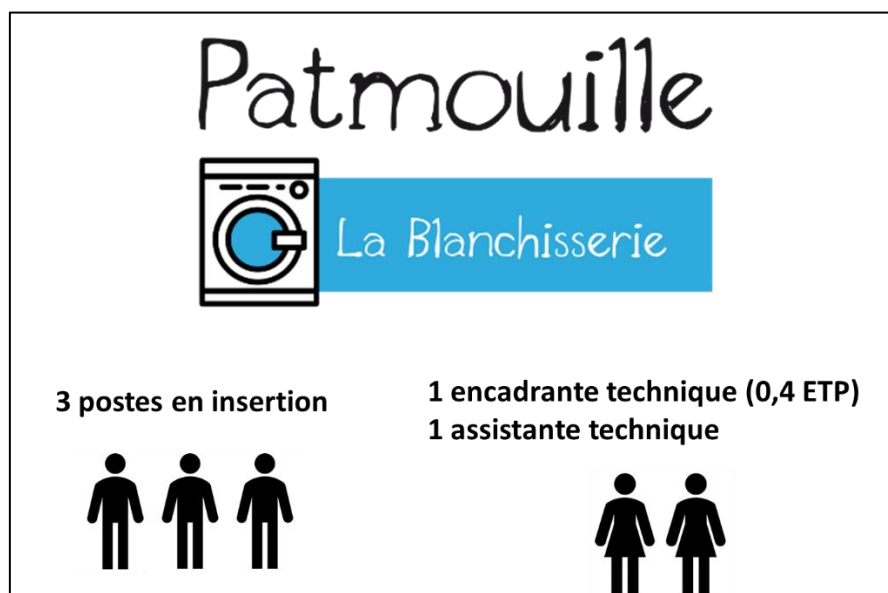 Patmouille
La Blanchisserie
3 postes en insertion
1 encadrante technique (0,4 ETP)
1 assistante technique